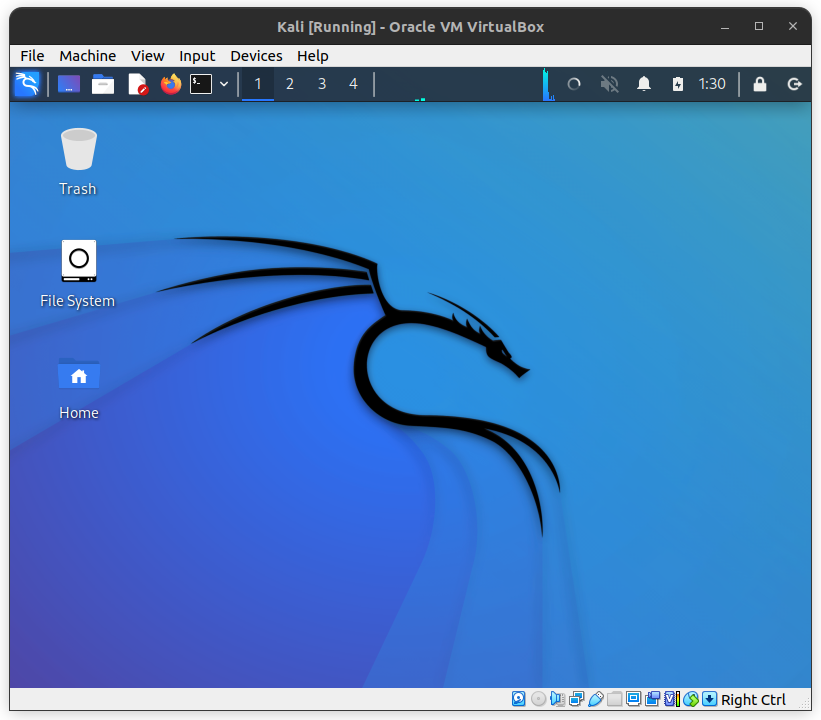 Kali [Running] - Oracle VM VirtualBox
File Machine View Input Devices Help
$_ 1 2 3 4 1:30
Trash
File System
Home
Right Ctrl